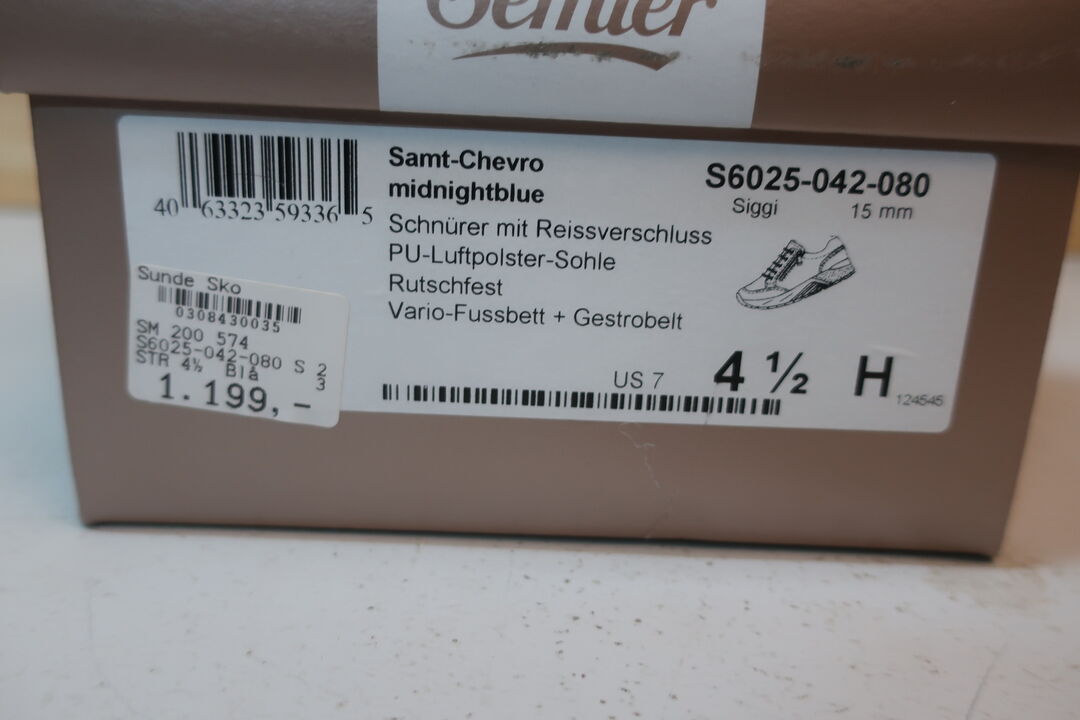 Semler
40 63323 59336 5
Samt-Chevro
midnightblue
Schnürer mit Reissverschluss
PU-Luftpolster-Sohle
Rutschfest
Vario-Fussbett + Gestrobelt
S6025-042-080
Siggi 15 mm
US 7 4 ½ H 124545
Sunde Sko
0308430035
SM 200 574
S6025-042-080 S 2
STR 4½ Blå 3
1.199,-